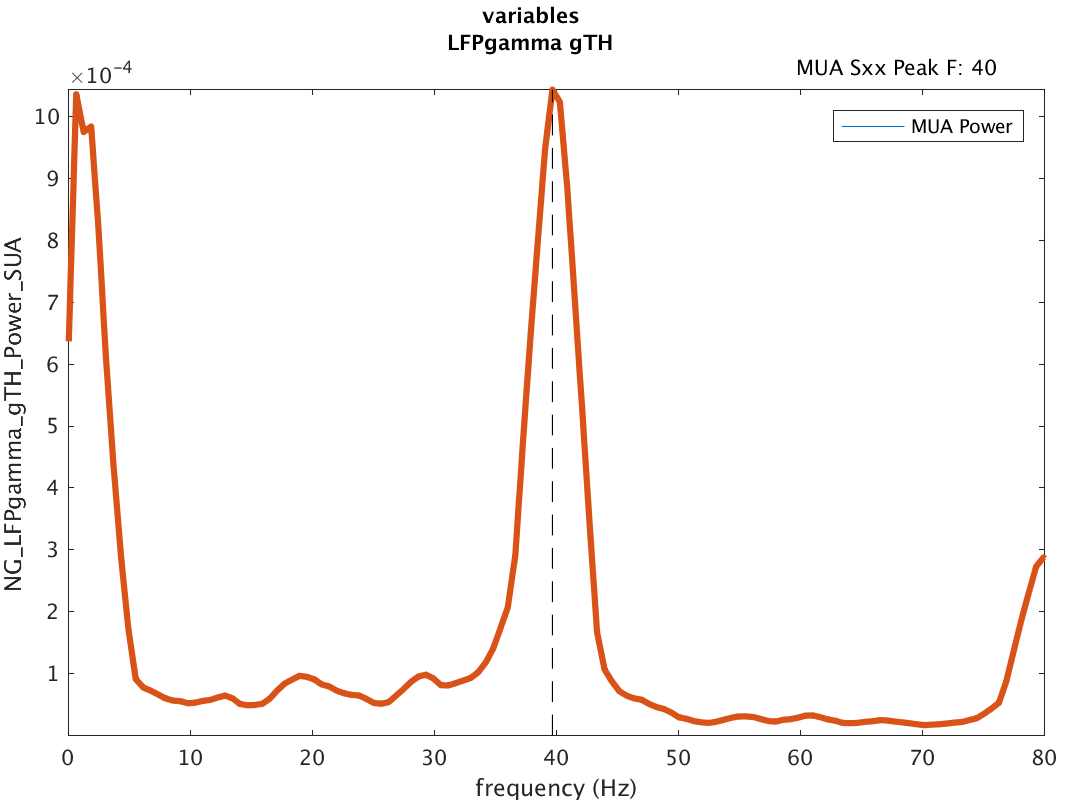 variables
LFPgamma gTH
×10⁻⁴
MUA Sxx Peak F: 40
MUA Power
10
9
8
7
6
5
4
3
2
1
NG_LFPgamma_gTH_Power_SUA
0 10 20 30 40 50 60 70 80
frequency (Hz)